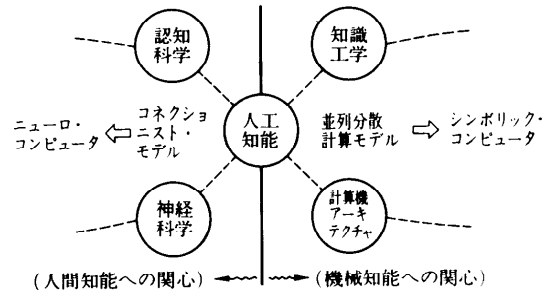 認知
科学
知識
工学
ニューロ・
コンピュータ
コネクショ
ニスト・
モデル
人工
知能
並列分散
計算モデル
シンボリック・
コンピュータ
神経
科学
計算機
アーキ
テクチャ
(人間知能への関心)
(機械知能への関心)